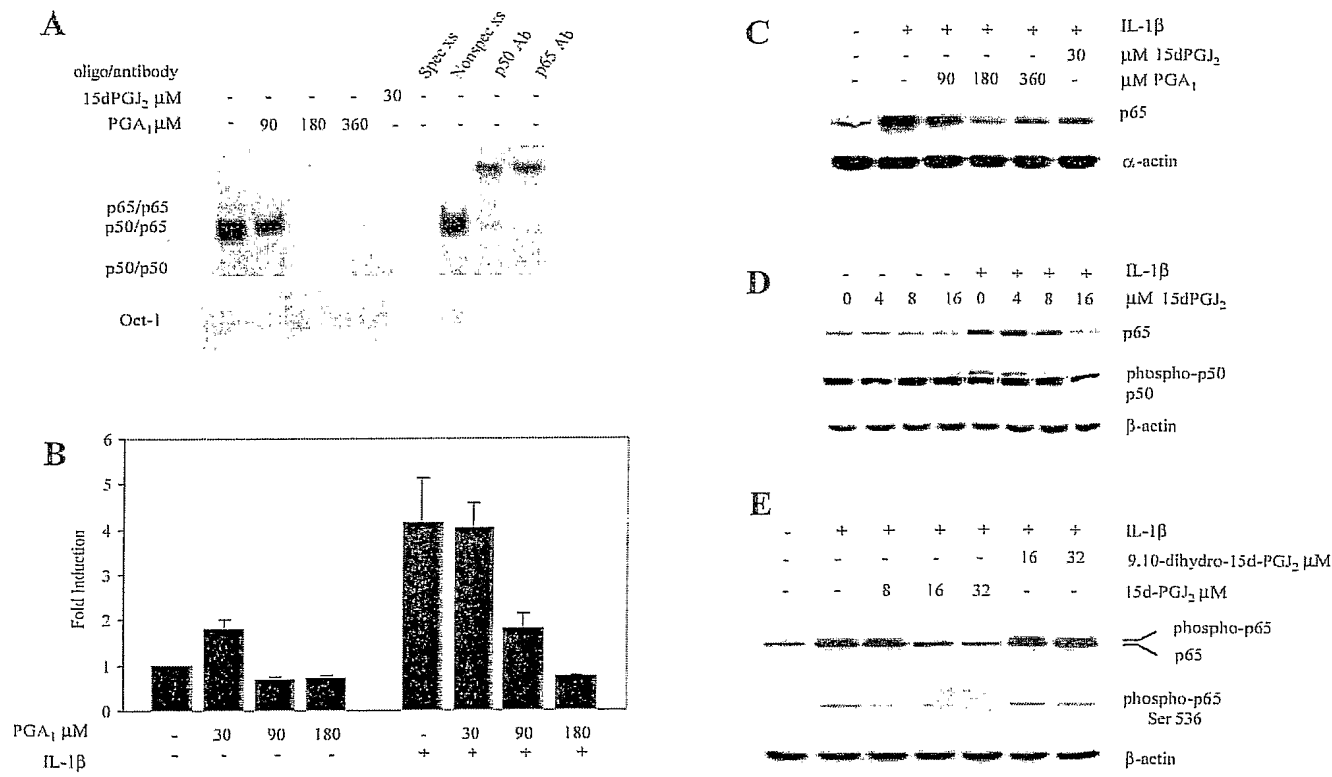 A
oligo/antibody
Spec xs
Nonspec xs
p50 Ab
p65 Ab
15dPGJ₂ μM - - - - 30 - - - -
PGA₁ μM - 90 180 360 - - - - -
p65/p65
p50/p65
p50/p50
Oct-1
B
Fold Induction
6
5
4
3
2
1
0
PGA₁ μM - 30 90 180 - 30 90 180
IL-1β - - - - + + + +
C
- + + + + + IL-1β
- - - - - 30 μM 15dPGJ₂
- - 90 180 360 - μM PGA₁
p65
α-actin
D
- - - - + + + + IL-1β
0 4 8 16 0 4 8 16 μM 15dPGJ₂
p65
phospho-p50
p50
β-actin
E
- + + + + + + IL-1β
- - - - - 16 32 9.10-dihydro-15d-PGJ₂ μM
- - 8 16 32 - - 15d-PGJ₂ μM
phospho-p65
p65
phospho-p65
Ser 536
β-actin